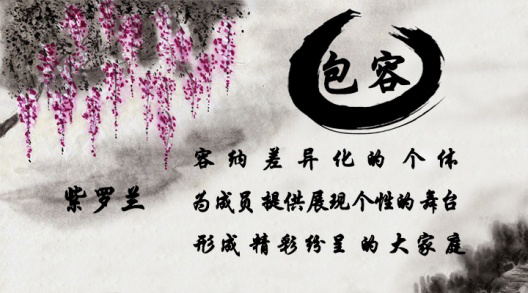 包容
容纳差异化的个体
紫罗兰
为成员提供展现个性的舞台
形成精彩纷呈的大家庭